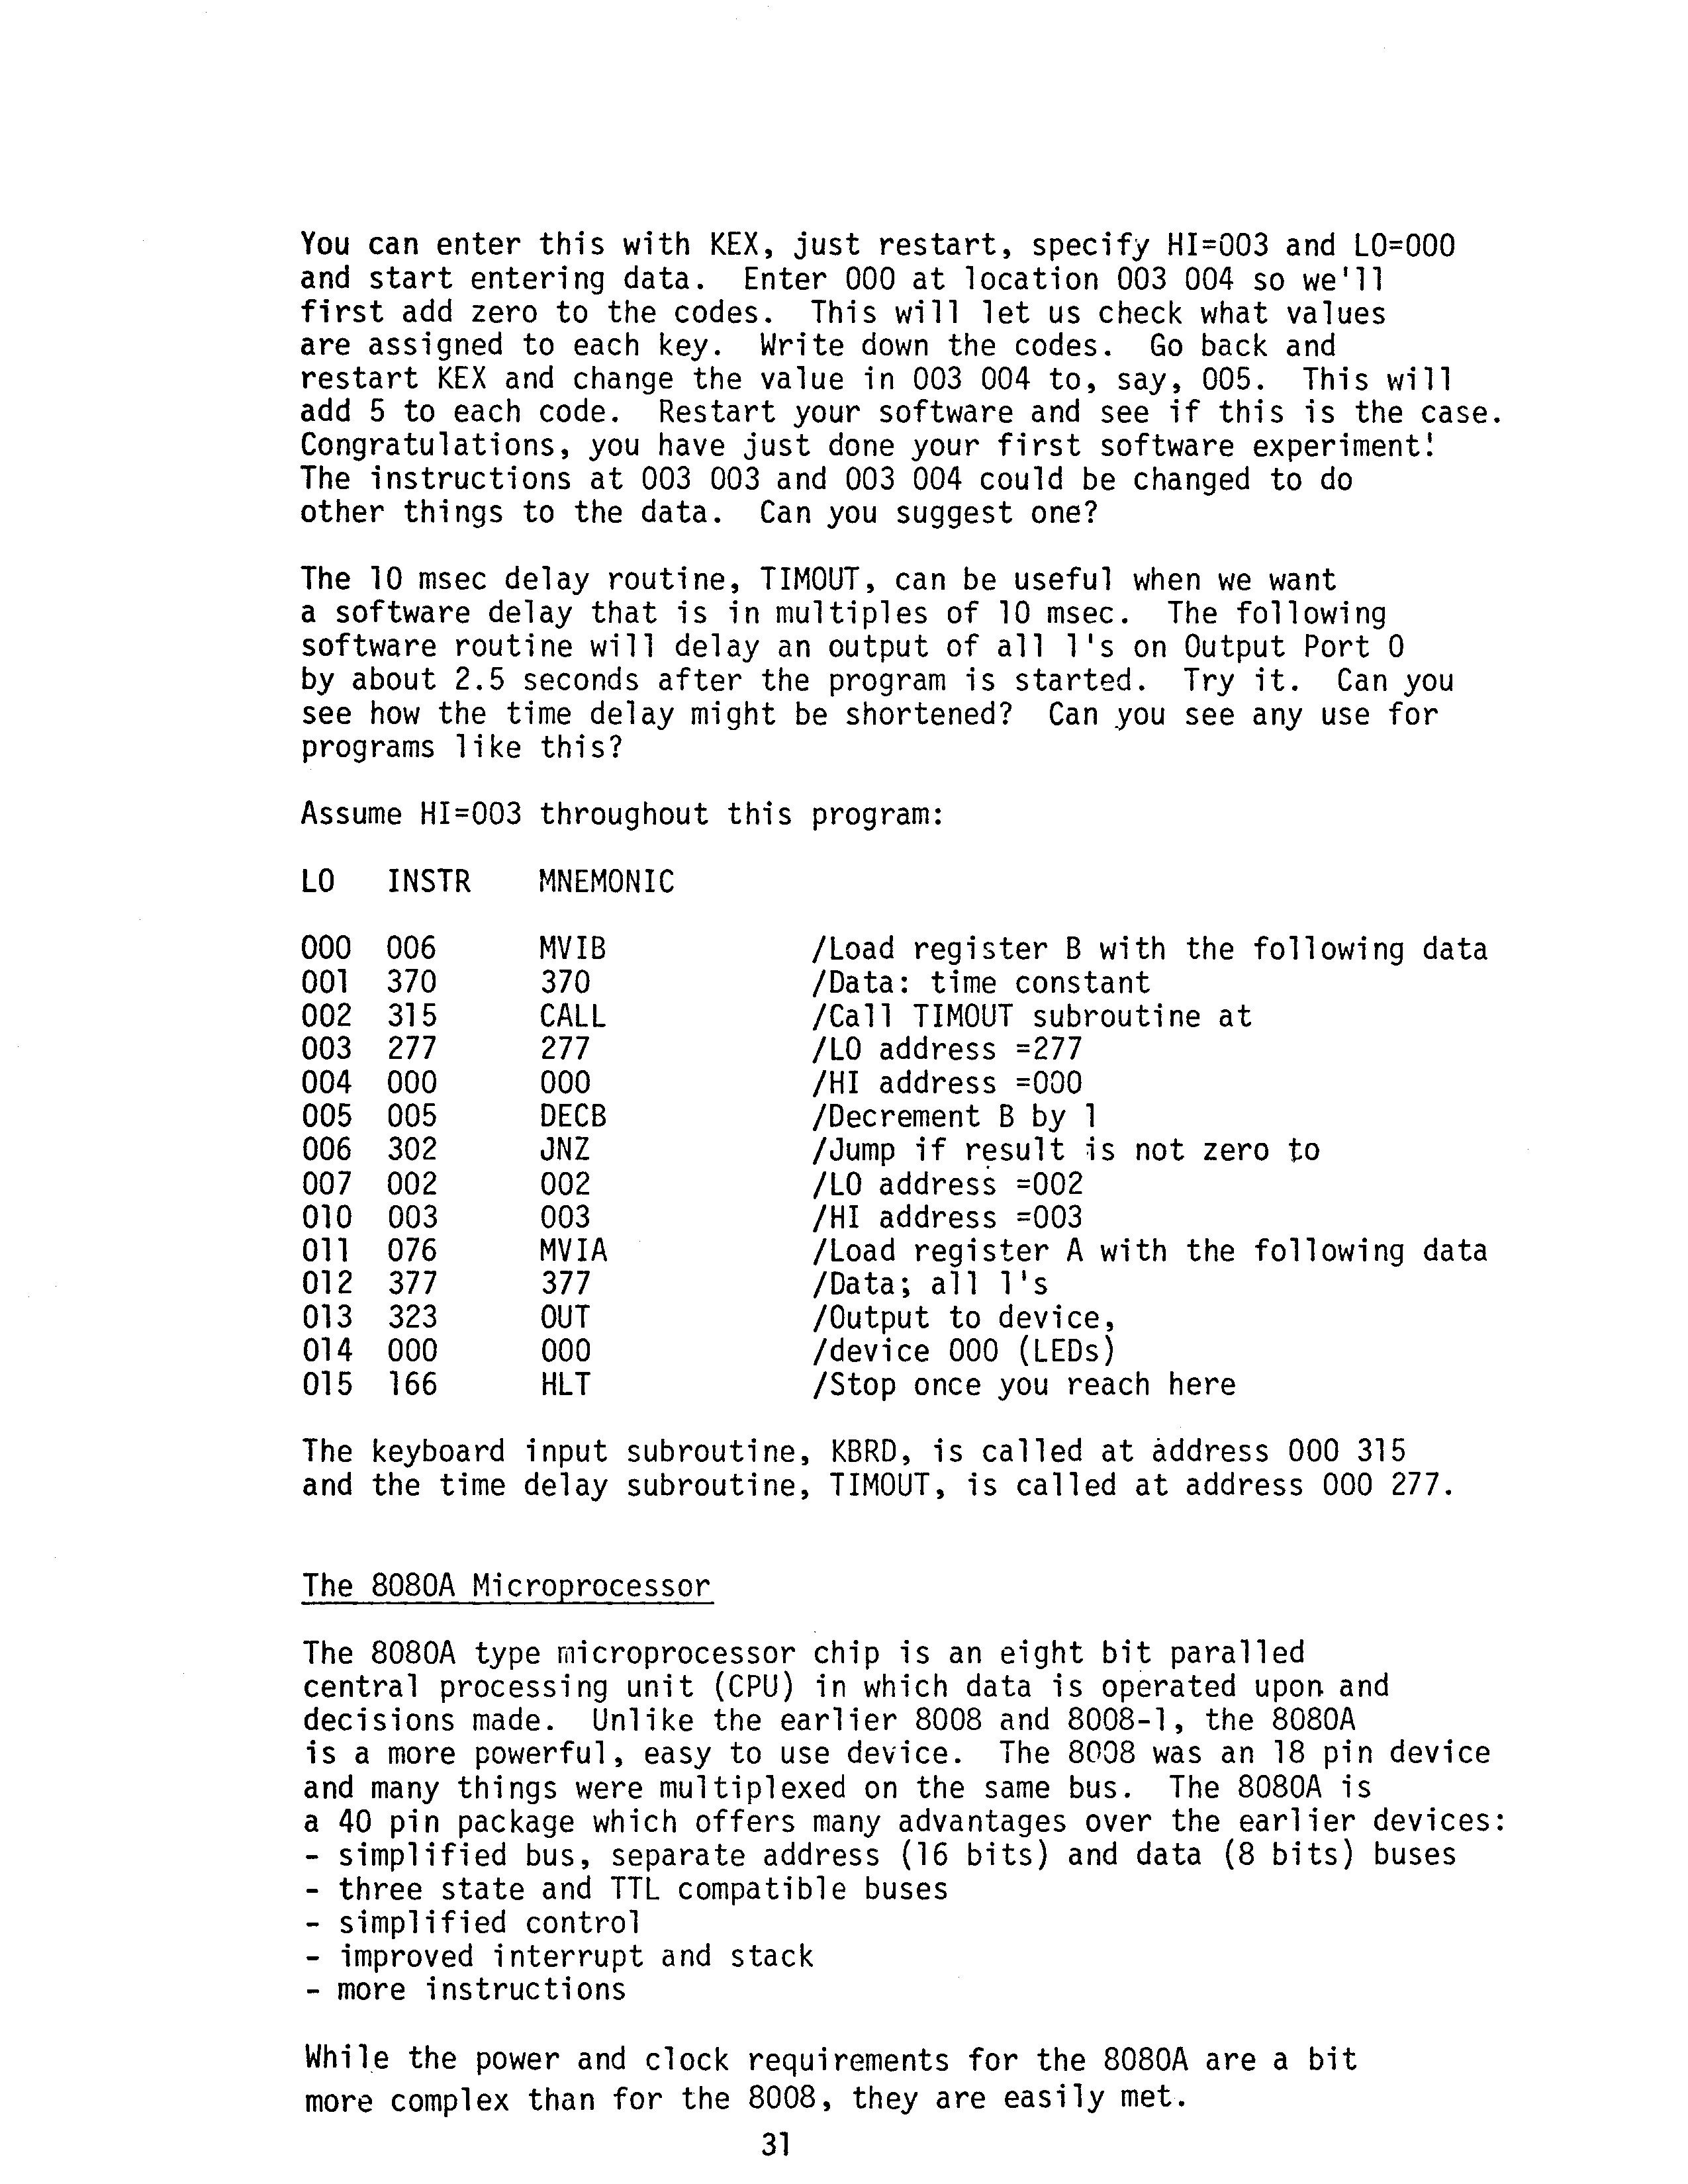 You can enter this with KEX, just restart, specify HI=003 and LO=000
and start entering data.  Enter 000 at location 003 004 so we'll
first add zero to the codes.  This will let us check what values
are assigned to each key.  Write down the codes.  Go back and
restart KEX and change the value in 003 004 to, say, 005.  This will
add 5 to each code.  Restart your software and see if this is the case.
Congratulations, you have just done your first software experiment!
The instructions at 003 003 and 003 004 could be changed to do
other things to the data.  Can you suggest one?
The 10 msec delay routine, TIMOUT, can be useful when we want
a software delay that is in multiples of 10 msec.  The following
software routine will delay an output of all 1's on Output Port 0
by about 2.5 seconds after the program is started.  Try it.  Can you
see how the time delay might be shortened?  Can you see any use for
programs like this?
Assume HI=003 throughout this program:
LO   INSTR    MNEMONIC
000  006      MVIB            /Load register B with the following data
001  370      370             /Data: time constant
002  315      CALL            /Call TIMOUT subroutine at
003  277      277             /LO address =277
004  000      000             /HI address =000
005  005      DECB            /Decrement B by 1
006  302      JNZ             /Jump if result is not zero to
007  002      002             /LO address =002
010  003      003             /HI address =003
011  076      MVIA            /Load register A with the following data
012  377      377             /Data; all 1's
013  323      OUT             /Output to device,
014  000      000             /device 000 (LEDs)
015  166      HLT             /Stop once you reach here
The keyboard input subroutine, KBRD, is called at address 000 315
and the time delay subroutine, TIMOUT, is called at address 000 277.
The 8080A Microprocessor
The 8080A type microprocessor chip is an eight bit paralled
central processing unit (CPU) in which data is operated upon and
decisions made.  Unlike the earlier 8008 and 8008-1, the 8080A
is a more powerful, easy to use device.  The 8008 was an 18 pin device
and many things were multiplexed on the same bus.  The 8080A is
a 40 pin package which offers many advantages over the earlier devices:
- simplified bus, separate address (16 bits) and data (8 bits) buses
- three state and TTL compatible buses
- simplified control
- improved interrupt and stack
- more instructions
While the power and clock requirements for the 8080A are a bit
more complex than for the 8008, they are easily met.
31